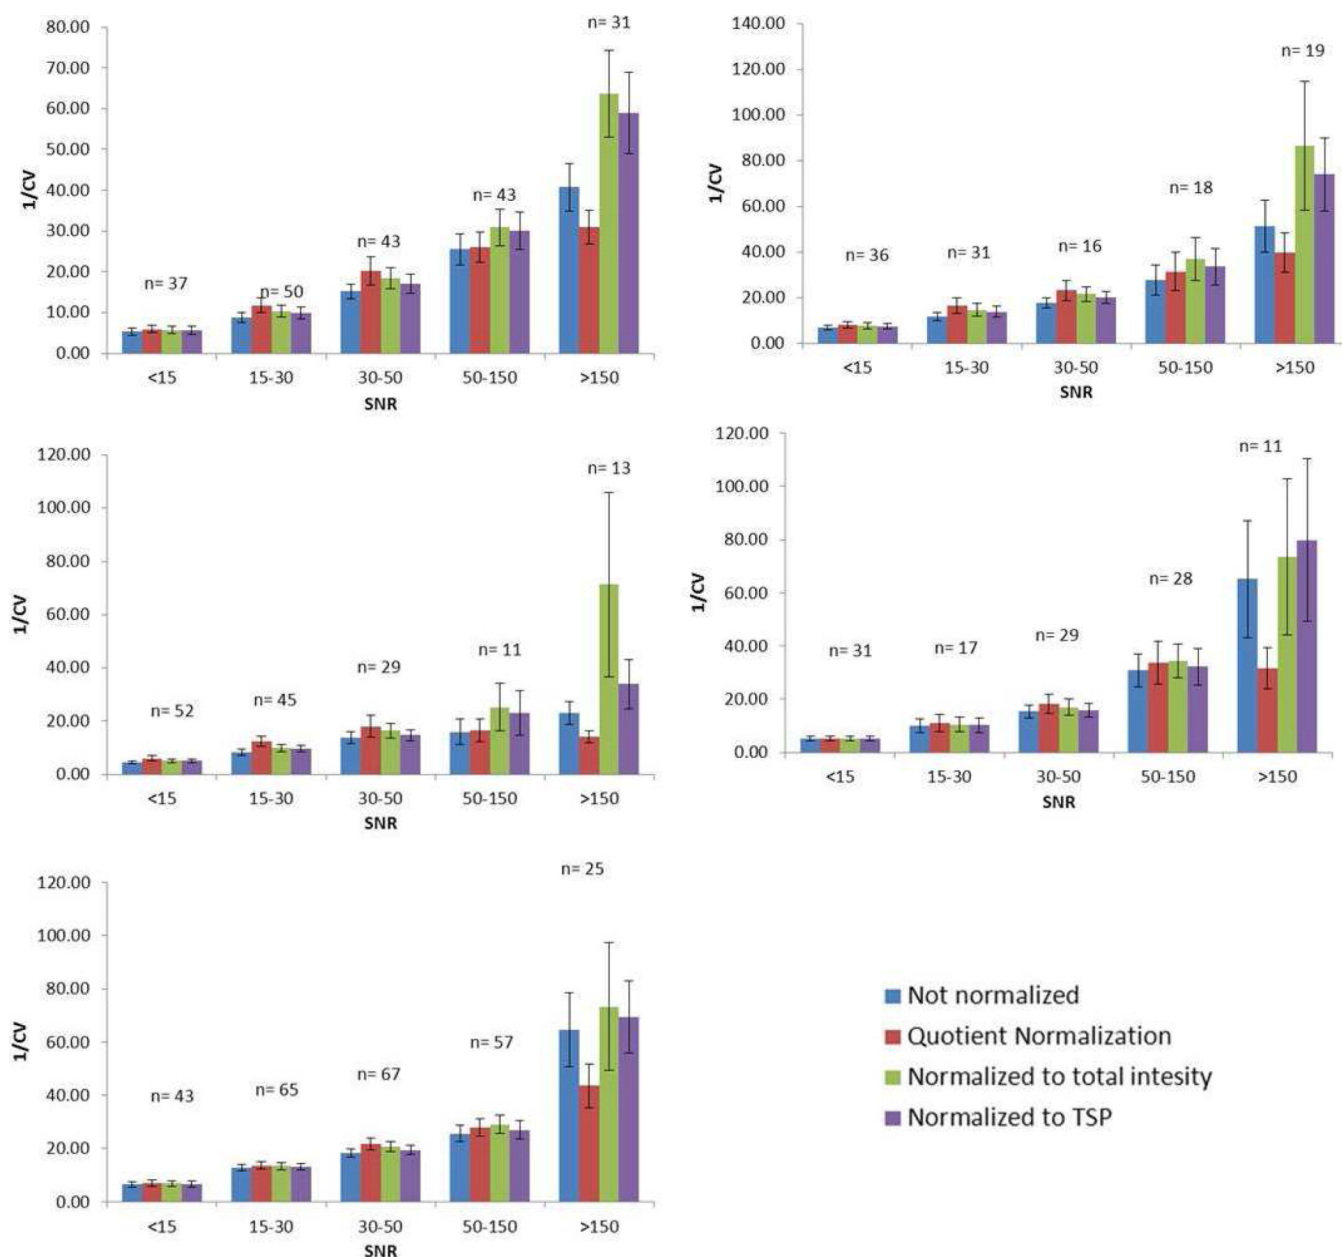 80.00
70.00
60.00
50.00
40.00
30.00
20.00
10.00
0.00
1/CV
n= 37
n= 50
n= 43
n= 43
n= 31
<15 15-30 30-50 50-150 >150
SNR
140.00
120.00
100.00
80.00
60.00
40.00
20.00
0.00
1/CV
n= 36
n= 31
n= 16
n= 18
n= 19
<15 15-30 30-50 50-150 >150
SNR
120.00
100.00
80.00
60.00
40.00
20.00
0.00
1/CV
n= 52
n= 45
n= 29
n= 11
n= 13
<15 15-30 30-50 50-150 >150
SNR
120.00
100.00
80.00
60.00
40.00
20.00
0.00
1/CV
n= 31
n= 17
n= 29
n= 28
n= 11
<15 15-30 30-50 50-150 >150
SNR
120.00
100.00
80.00
60.00
40.00
20.00
0.00
1/CV
n= 43
n= 65
n= 67
n= 57
n= 25
<15 15-30 30-50 50-150 >150
SNR
Not normalized
Quotient Normalization
Normalized to total intesity
Normalized to TSP